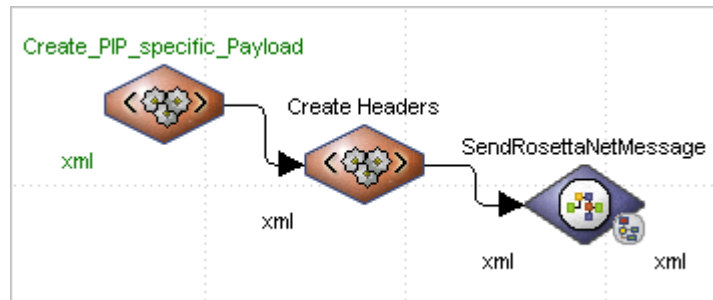 Create_PIP_specific_Payload
Create Headers
SendRosettaNetMessage
xml
xml
xml
xml